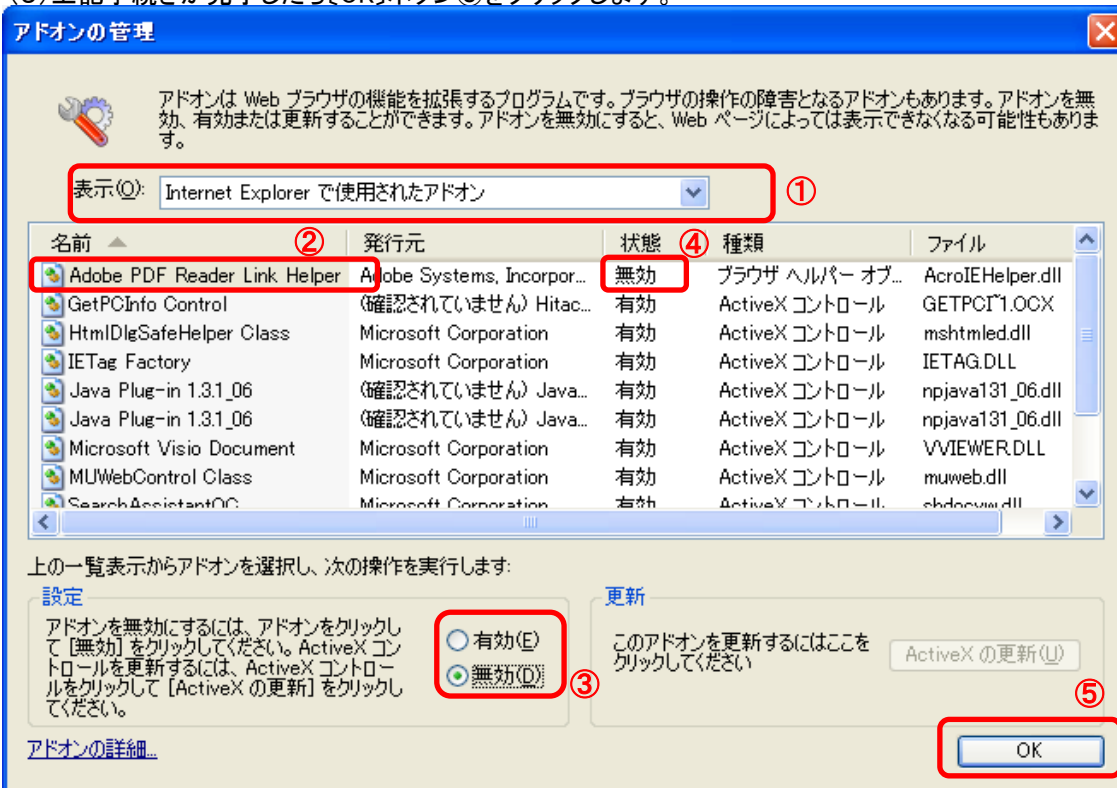 アドオンの管理
アドオンは Web ブラウザの機能を拡張するプログラムです。ブラウザの操作の障害となるアドオンもあります。アドオンを無
効、有効または更新することができます。アドオンを無効にすると、Web ページによっては表示できなくなる可能性もありま
す。
表示(O): Internet Explorer で使用されたアドオン ①
名前 ② 発行元 状態 ④ 種類 ファイル
Adobe PDF Reader Link Helper Adobe Systems, Incorpor... 無効 ブラウザ ヘルパー オブ... AcroIEHelper.dll
GetPCInfo Control (確認されていません) Hitac... 有効 ActiveX コントロール GETPCI~1.OCX
HtmlDlgSafeHelper Class Microsoft Corporation 有効 ActiveX コントロール mshtmled.dll
IETag Factory Microsoft Corporation 有効 ActiveX コントロール IETAG.DLL
Java Plug-in 1.3.1_06 (確認されていません) Java... 有効 ActiveX コントロール npjava131_06.dll
Java Plug-in 1.3.1_06 (確認されていません) Java... 有効 ActiveX コントロール npjava131_06.dll
Microsoft Visio Document Microsoft Corporation 有効 ActiveX コントロール VVIEWER.DLL
MUWebControl Class Microsoft Corporation 有効 ActiveX コントロール muweb.dll
SearchAssistantOC Microsoft Corporation 有効 ActiveX コントロール shdocvw.dll
上の一覧表示からアドオンを選択し、次の操作を実行します:
設定
アドオンを無効にするには、アドオンをクリックし
て [無効] をクリックしてください。ActiveX コン
トロールを更新するには、ActiveX コントロー
ルをクリックして [ActiveX の更新] をクリックし
てください。
有効(E)
無効(D) ③
更新
このアドオンを更新するにはここを
クリックしてください
ActiveX の更新(U)
⑤
アドオンの詳細...
OK